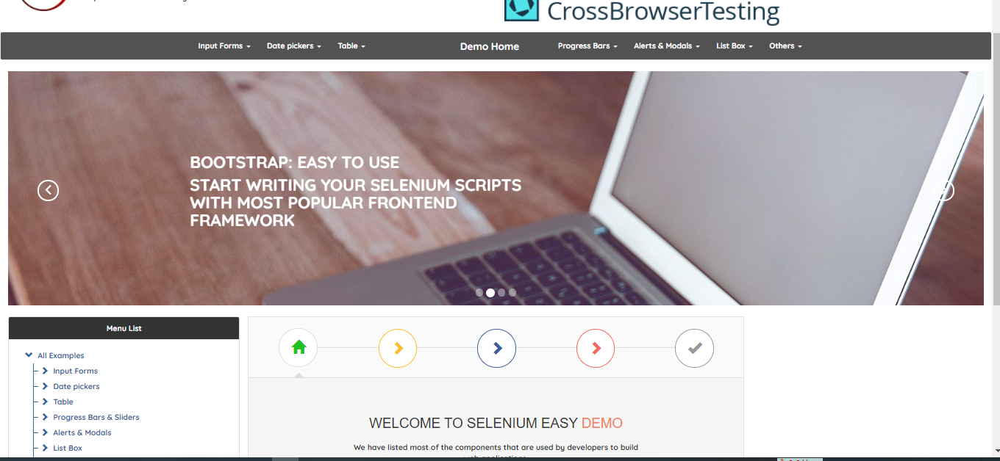 CrossBrowserTesting
Input Forms
Date pickers
Table
Demo Home
Progress Bars
Alerts & Modals
List Box
Others
BOOTSTRAP: EASY TO USE
START WRITING YOUR SELENIUM SCRIPTS
WITH MOST POPULAR FRONTEND
FRAMEWORK
Menu List
All Examples
Input Forms
Date pickers
Table
Progress Bars & Sliders
Alerts & Modals
List Box
WELCOME TO SELENIUM EASY DEMO
We have listed most of the components that are used by developers to build